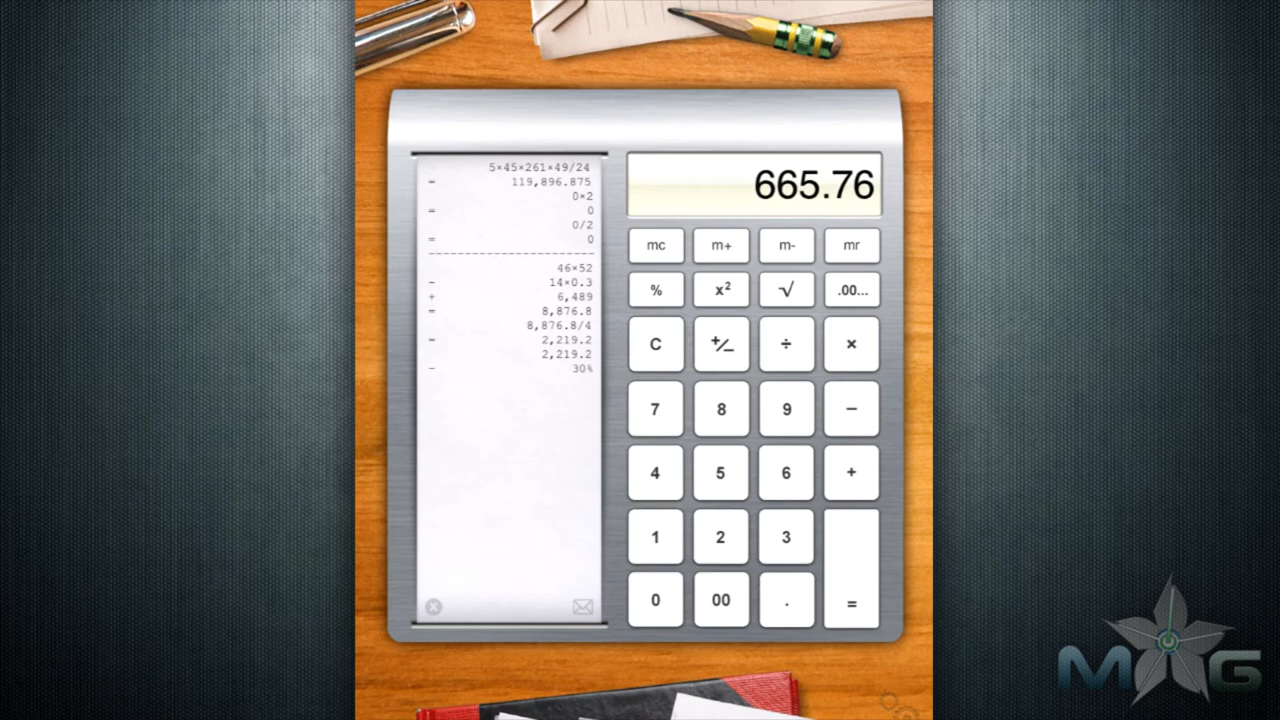 5×45×261×49/24
= 119,896.875
0×2
= 0
0/2
= 0
46×52
- 14×0.3
+ 6,489
= 8,876.8
8,876.8/4
= 2,219.2
2,219.2
- 30%
665.76
mc m+ m- mr
% x² √ .00...
C +/− ÷ ×
7 8 9 −
4 5 6 +
1 2 3
0 00 . =
M G